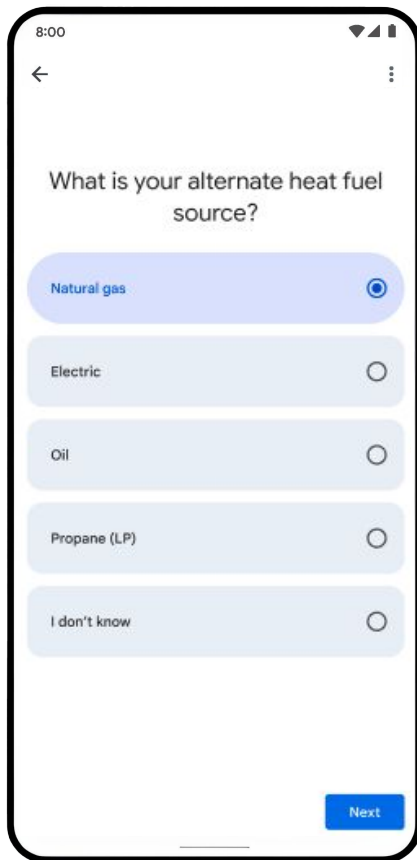 8:00
What is your alternate heat fuel
source?
Natural gas
Electric
Oil
Propane (LP)
I don't know
Next